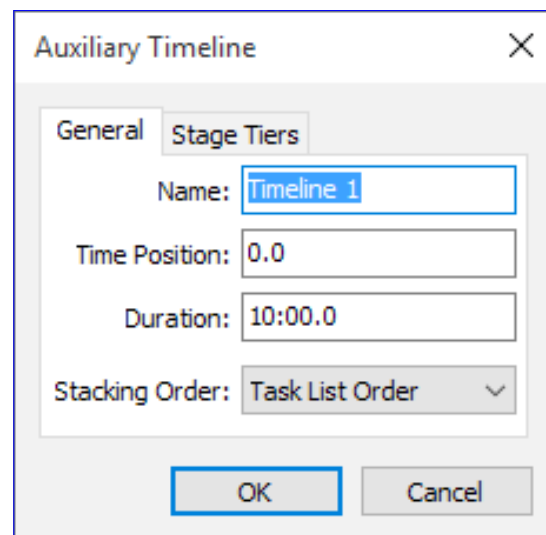 Auxiliary Timeline
General Stage Tiers
Name: Timeline 1
Time Position: 0.0
Duration: 10:00.0
Stacking Order: Task List Order
OK Cancel